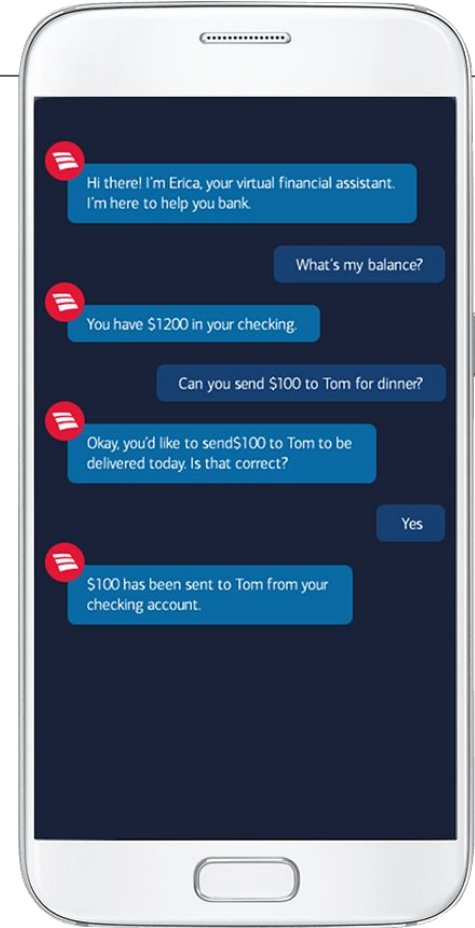 Hi there! I'm Erica, your virtual financial assistant.
I'm here to help you bank.
What's my balance?
You have $1200 in your checking.
Can you send $100 to Tom for dinner?
Okay, you'd like to send$100 to Tom to be
delivered today. Is that correct?
Yes
$100 has been sent to Tom from your
checking account.